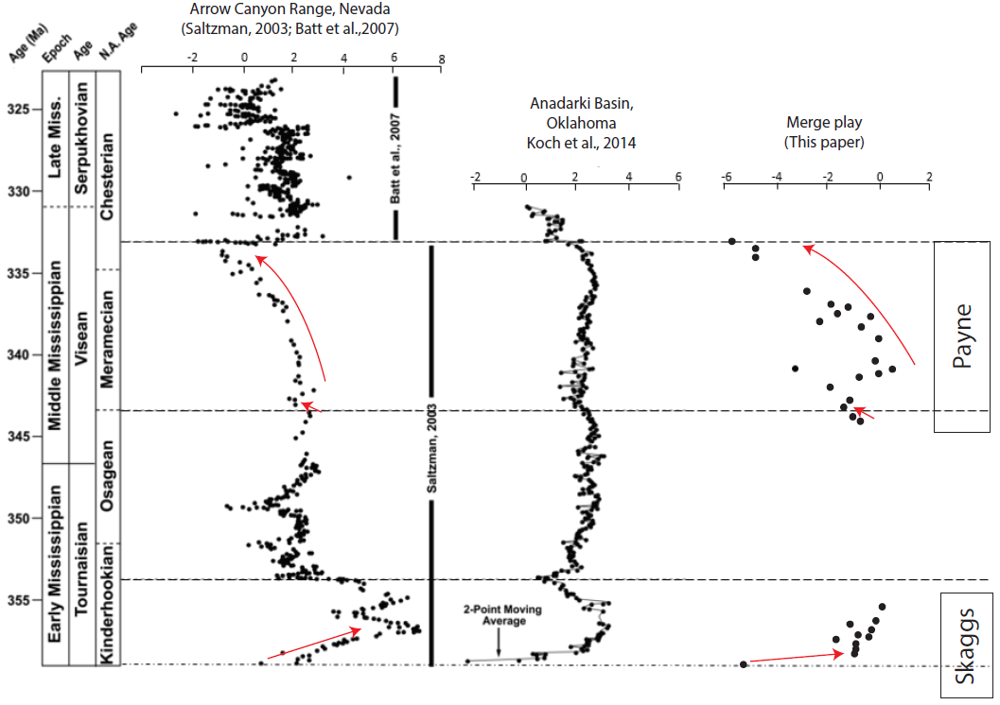 Arrow Canyon Range, Nevada
(Saltzman, 2003; Batt et al.,2007)
Age (Ma)
Epoch
Age
N.A. Age
-2 0 2 4 6 8
Anadarki Basin,
Oklahoma
Koch et al., 2014
-2 0 2 4 6
Merge play
(This paper)
-6 -4 -2 0 2
325
330
335
340
345
350
355
Late Miss.
Middle Mississippian
Early Mississippian
Serpukhovian
Visean
Tournaisian
Chesterian
Meramecian
Osagean
Kinderhookian
Batt et al., 2007
Saltzman, 2003
2-Point Moving
Average
Payne
Skaggs